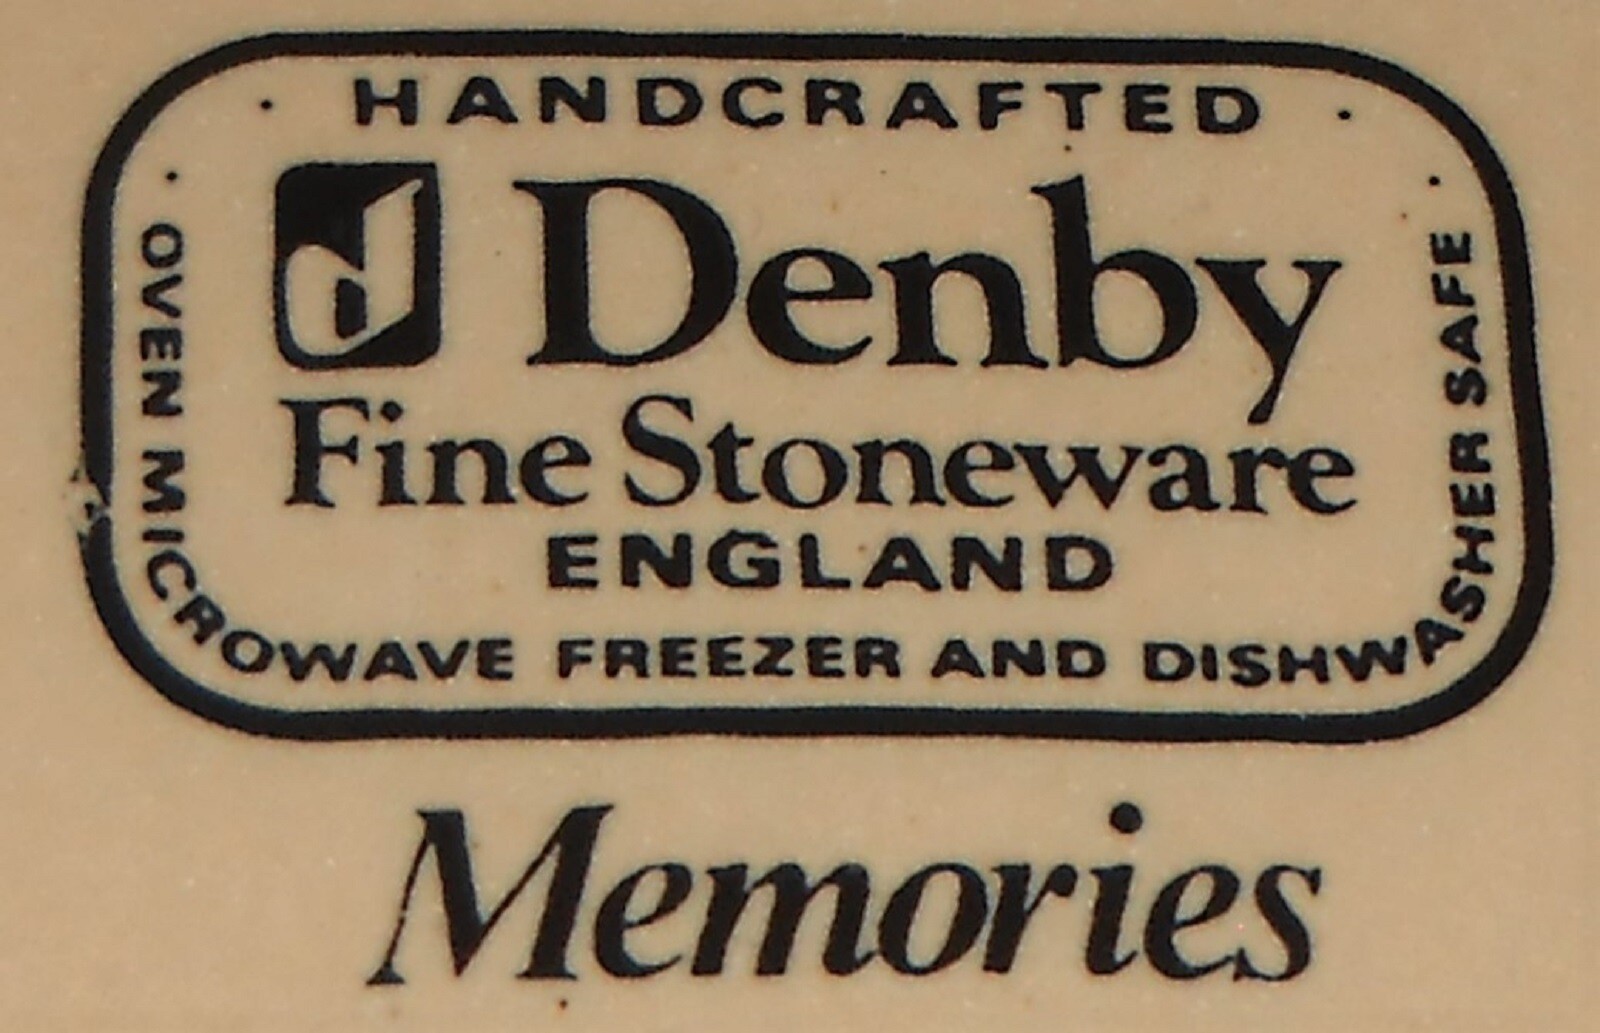 HANDCRAFTED
Denby
Fine Stoneware
ENGLAND
OVEN MICROWAVE FREEZER AND DISHWASHER SAFE
Memories